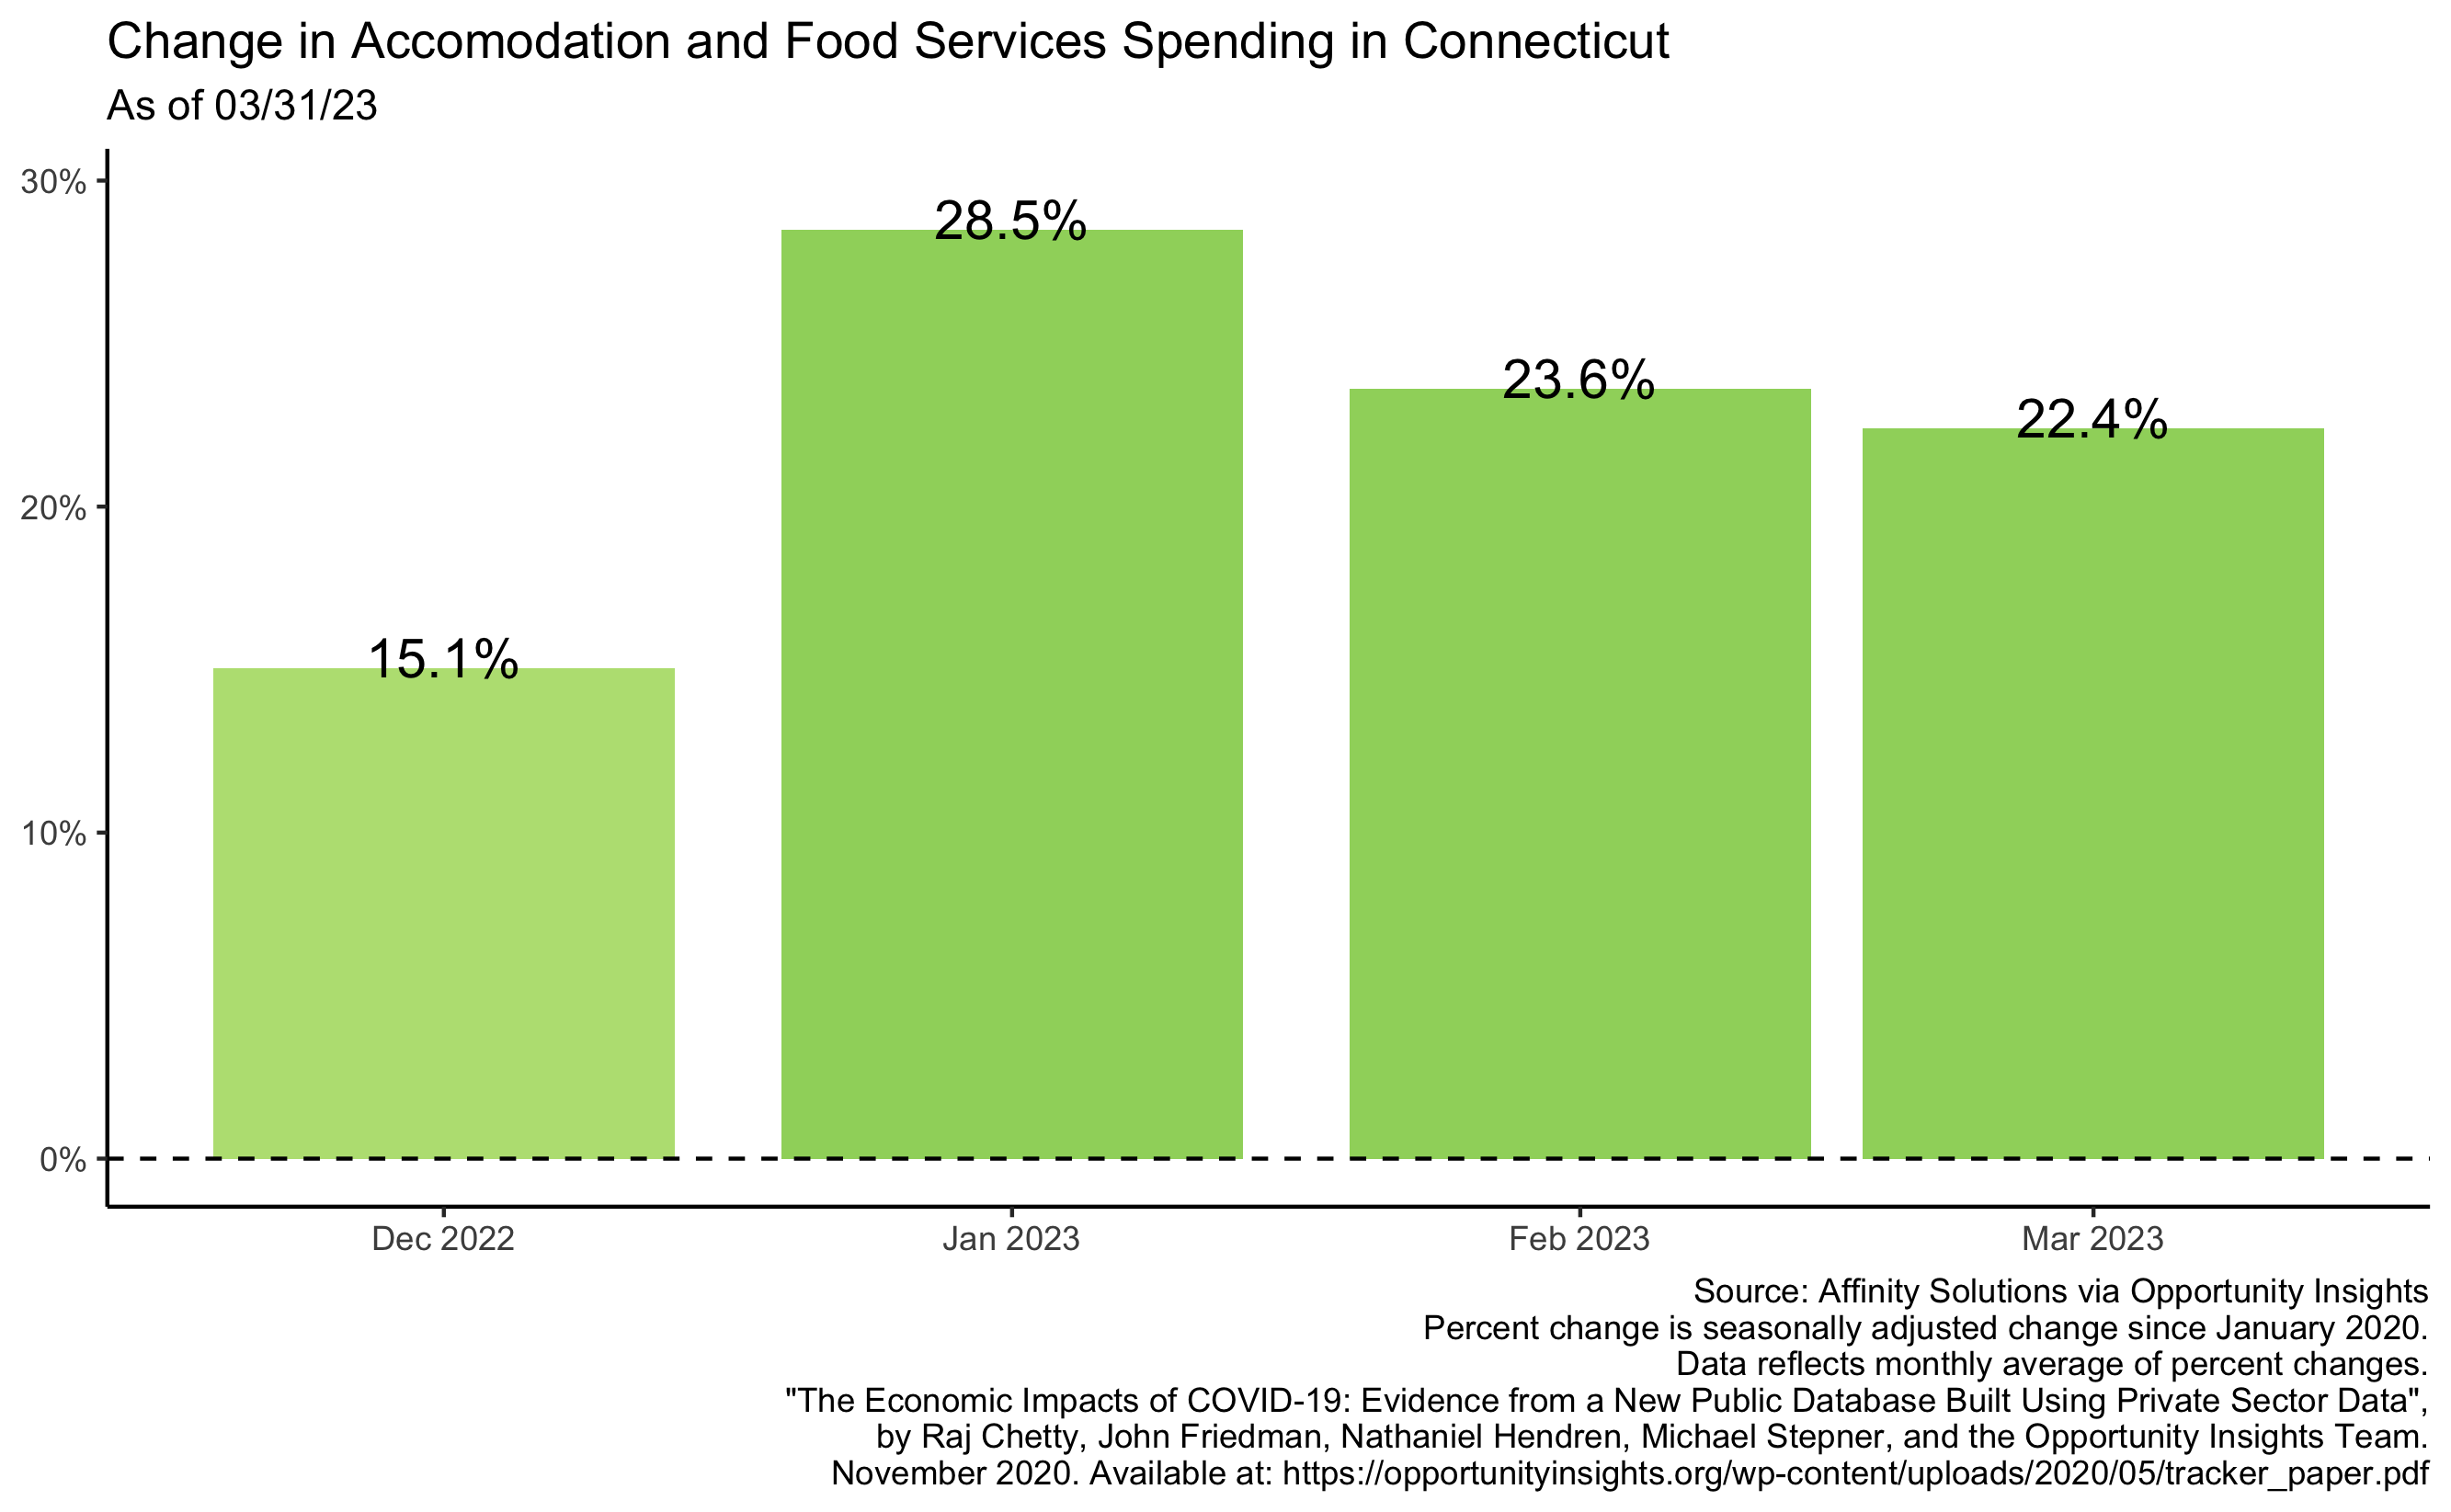 Change in Accomodation and Food Services Spending in Connecticut
As of 03/31/23
30%
20%
10%
0%
15.1%
28.5%
23.6%
22.4%
Dec 2022
Jan 2023
Feb 2023
Mar 2023
Source: Affinity Solutions via Opportunity Insights
Percent change is seasonally adjusted change since January 2020.
Data reflects monthly average of percent changes.
"The Economic Impacts of COVID-19: Evidence from a New Public Database Built Using Private Sector Data",
by Raj Chetty, John Friedman, Nathaniel Hendren, Michael Stepner, and the Opportunity Insights Team.
November 2020. Available at: https://opportunityinsights.org/wp-content/uploads/2020/05/tracker_paper.pdf